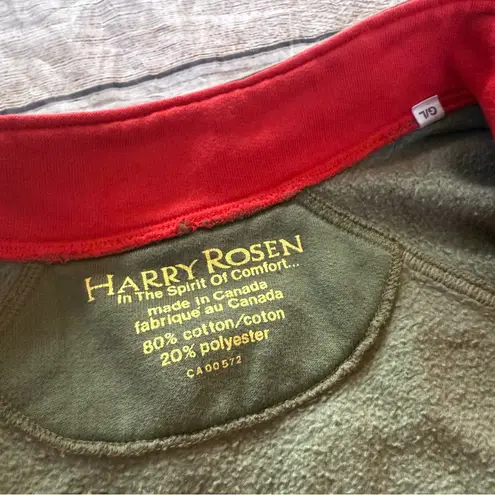 HARRY ROSEN
In The Spirit Of Comfort...
made in Canada
fabriqué au Canada
80% cotton/coton
20% polyester
CA00572
G/L